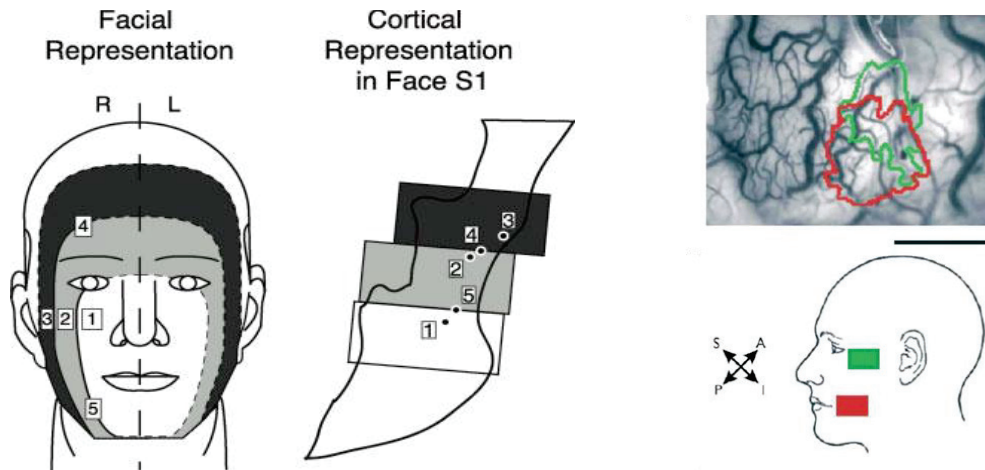 Facial
Representation
R L
4
3 2 1
5
Cortical
Representation
in Face S1
3
4
2
5
1
S A
P I